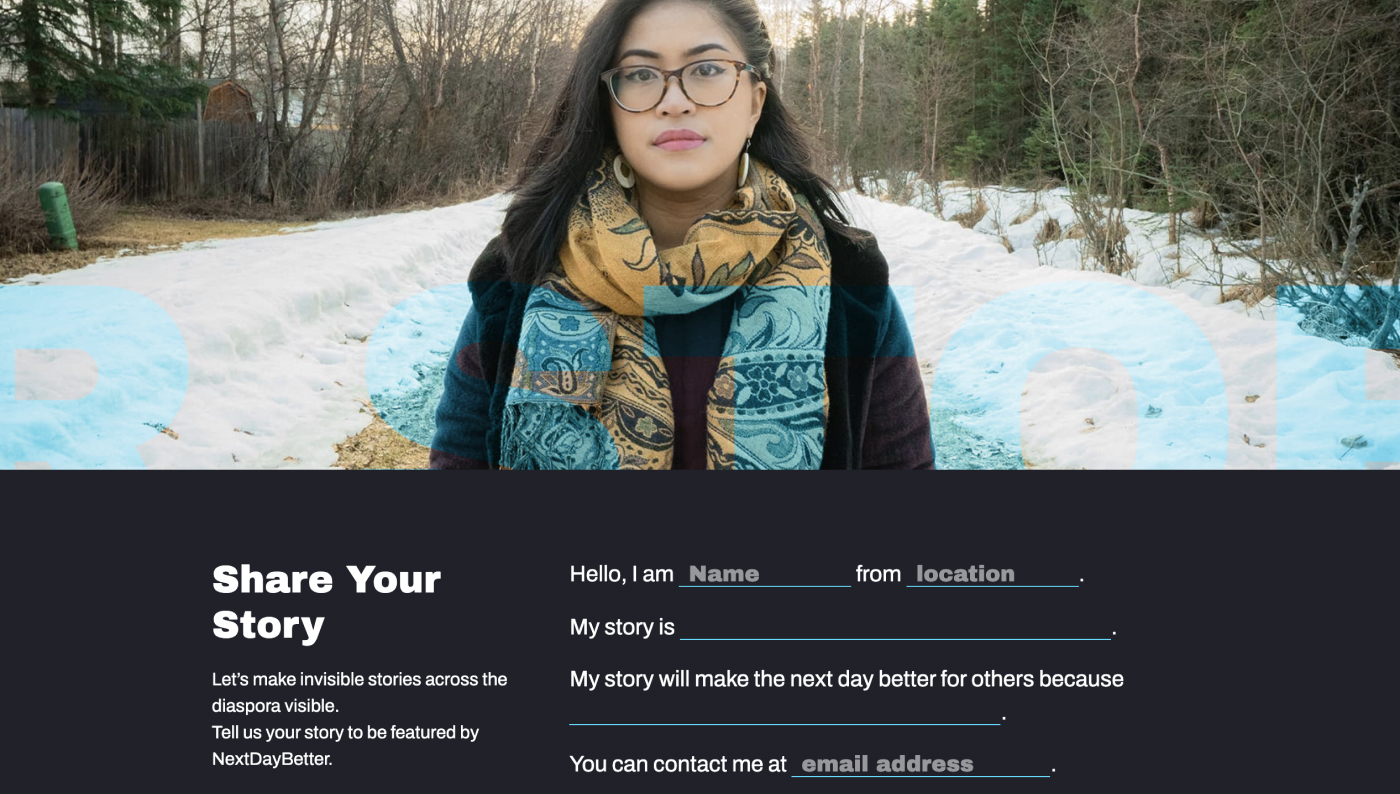 Share Your
Story
Let’s make invisible stories across the
diaspora visible.
Tell us your story to be featured by
NextDayBetter.
Hello, I am Name from location.
My story is .
My story will make the next day better for others because
.
You can contact me at email address.